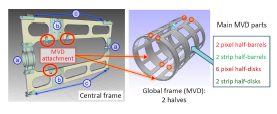 c
b
MVD
attachment
a
a
b
c
Central frame
Global frame (MVD):
2 halves
Main MVD parts
2 pixel half-barrels
2 strip half-barrels
6 pixel half-disks
2 strip half-disks